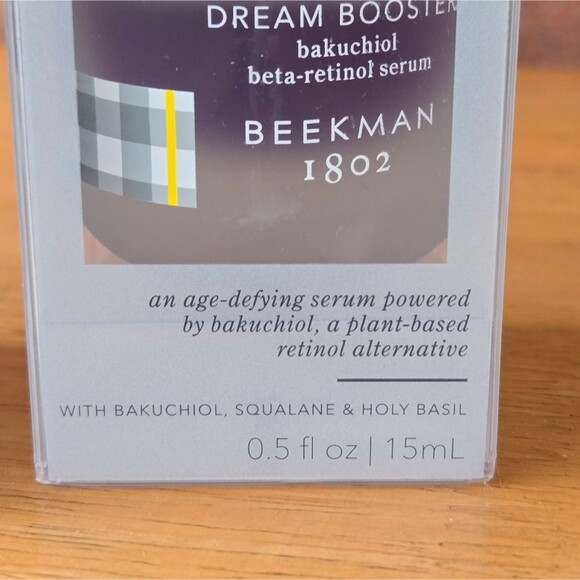 DREAM BOOSTER
bakuchiol
beta-retinol serum
BEEKMAN
1802
an age-defying serum powered
by bakuchiol, a plant-based
retinol alternative
WITH BAKUCHIOL, SQUALANE & HOLY BASIL
0.5 fl oz | 15mL